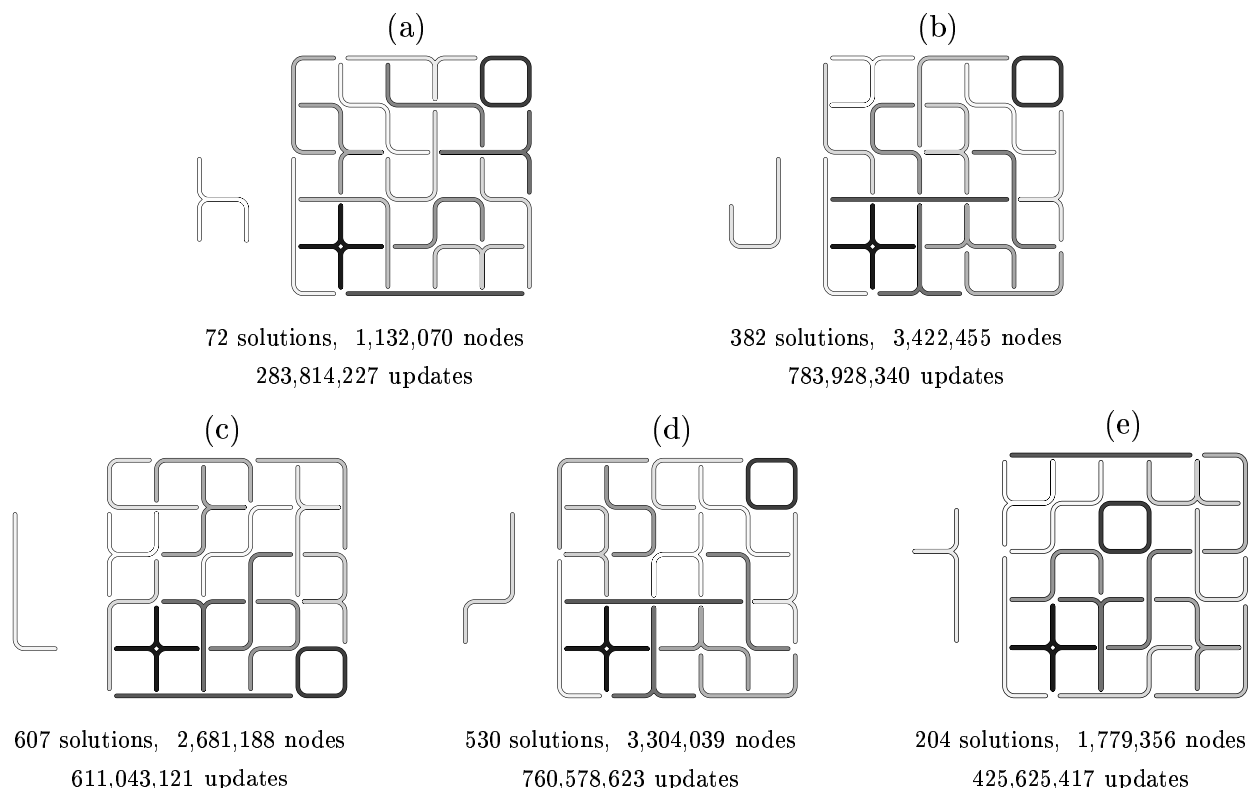 (a)
72 solutions, 1,132,070 nodes
283,814,227 updates
(b)
382 solutions, 3,422,455 nodes
783,928,340 updates
(c)
607 solutions, 2,681,188 nodes
611,043,121 updates
(d)
530 solutions, 3,304,039 nodes
760,578,623 updates
(e)
204 solutions, 1,779,356 nodes
425,625,417 updates